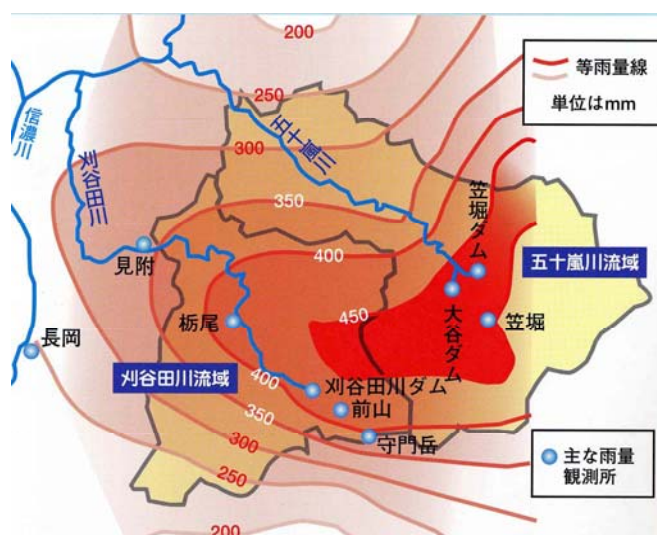 200
250
300
350
400
450
400
350
300
250
200
等雨量線
単位はmm
信濃川
刈谷田川
五十嵐川
笠堀ダム
五十嵐川流域
見附
大谷ダム
笠堀
栃尾
長岡
刈谷田川流域
刈谷田川ダム
前山
守門岳
主な雨量
観測所